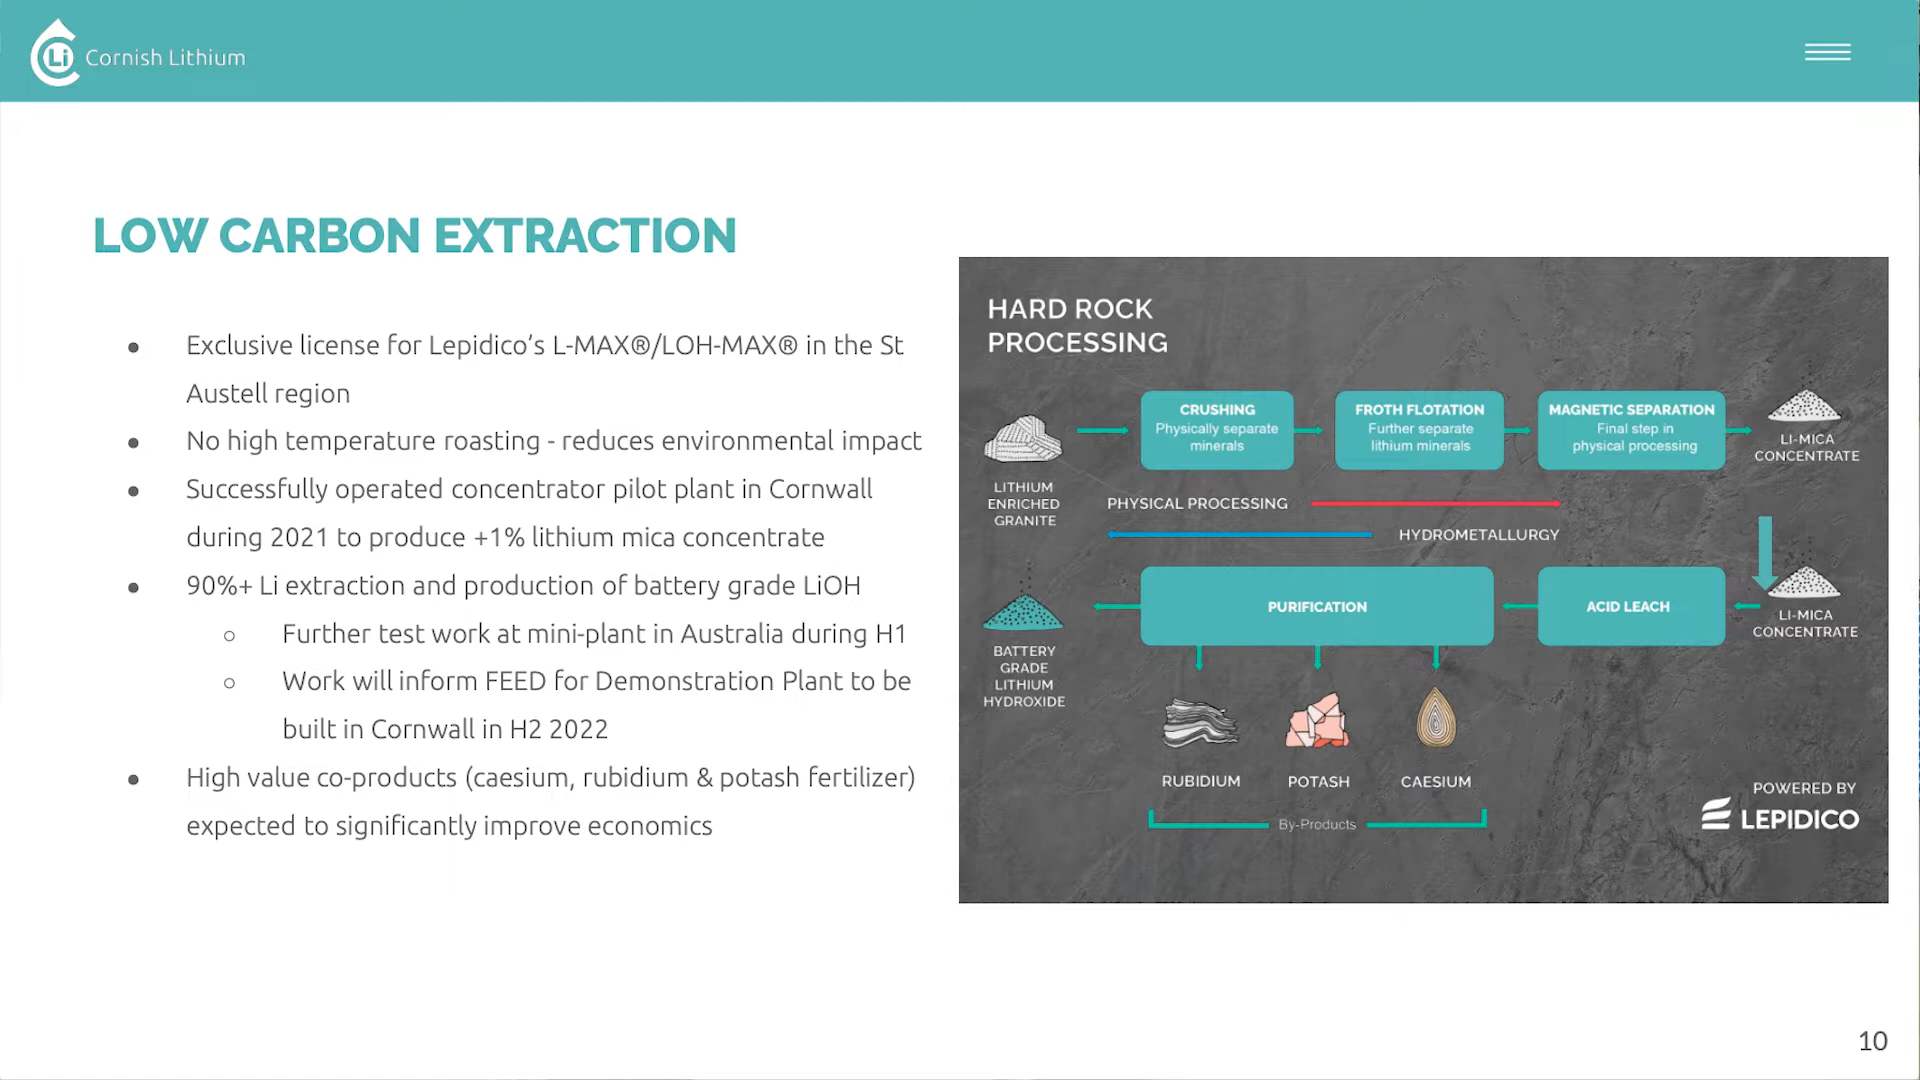 Li
Cornish Lithium
LOW CARBON EXTRACTION
● Exclusive license for Lepidico’s L-MAX®/LOH-MAX® in the St
Austell region
● No high temperature roasting - reduces environmental impact
● Successfully operated concentrator pilot plant in Cornwall
during 2021 to produce +1% lithium mica concentrate
● 90%+ Li extraction and production of battery grade LiOH
○ Further test work at mini-plant in Australia during H1
○ Work will inform FEED for Demonstration Plant to be
built in Cornwall in H2 2022
● High value co-products (caesium, rubidium & potash fertilizer)
expected to significantly improve economics
HARD ROCK
PROCESSING
LITHIUM
ENRICHED
GRANITE
CRUSHING
Physically separate
minerals
FROTH FLOTATION
Further separate
lithium minerals
MAGNETIC SEPARATION
Final step in
physical processing
LI-MICA
CONCENTRATE
PHYSICAL PROCESSING
HYDROMETALLURGY
LI-MICA
CONCENTRATE
ACID LEACH
PURIFICATION
BATTERY
GRADE
LITHIUM
HYDROXIDE
RUBIDIUM
POTASH
CAESIUM
By-Products
POWERED BY
LEPIDICO
10